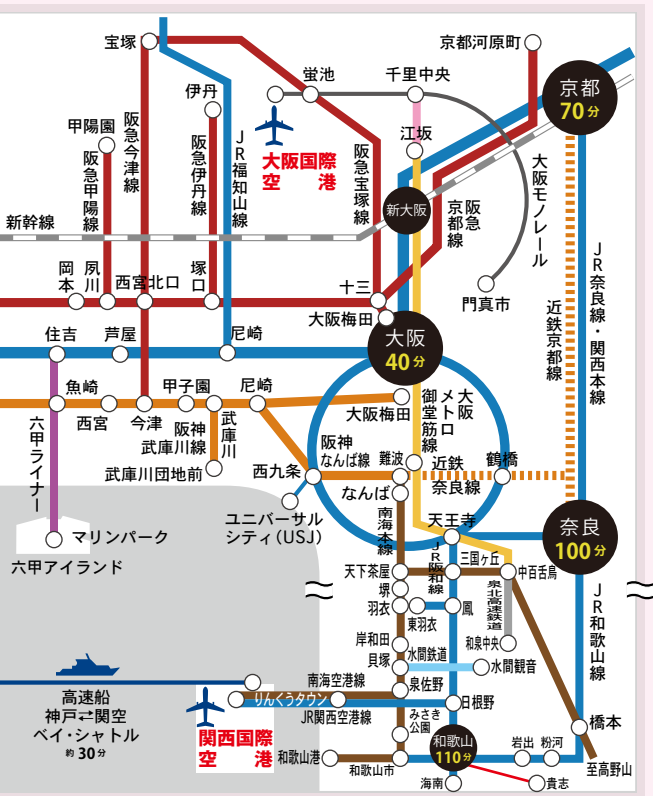 宝塚
京都河原町
蛍池
千里中央
京都
70分
伊丹
甲陽園
阪急今津線
阪急甲陽線
阪急伊丹線
JR福知山線
大阪国際
空港
江坂
阪急宝塚線
新大阪
阪急
京都線
大阪モノレール
新幹線
岡本
夙川
西宮北口
塚口
十三
大阪梅田
門真市
JR奈良線・関西本線
近鉄京都線
住吉
芦屋
尼崎
大阪
40分
魚崎
西宮
今津
甲子園
阪神
武庫川線
武庫川
武庫川団地前
尼崎
大阪梅田
大阪
メトロ
御堂筋線
六甲ライナー
阪神
なんば線
西九条
難波
近鉄
奈良線
鶴橋
なんば
ユニバーサル
シティ(USJ)
マリンパーク
六甲アイランド
南海本線
天王寺
奈良
100分
JR阪和線
三国ヶ丘
中百舌鳥
天下茶屋
堺
羽衣
東羽衣
鳳
泉北高速鉄道
和泉中央
JR和歌山線
岸和田
貝塚
水間鉄道
水間観音
高速船
神戸⇄関空
ベイ・シャトル
約30分
南海空港線
りんくうタウン
JR関西空港線
泉佐野
日根野
関西国際
空港
みさき
公園
和歌山港
和歌山市
和歌山
110分
岩出
粉河
橋本
至高野山
海南
貴志